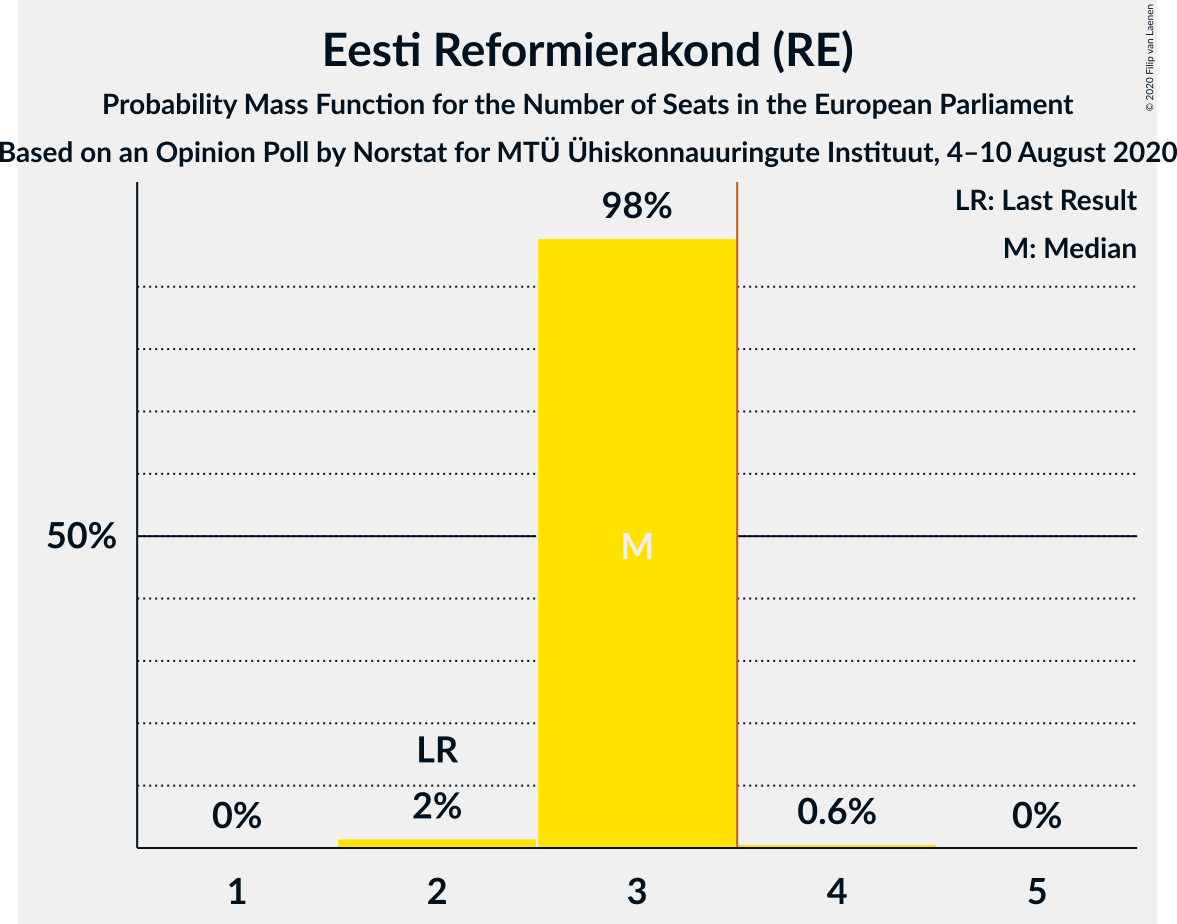 Eesti Reformierakond (RE)
Probability Mass Function for the Number of Seats in the European Parliament
Based on an Opinion Poll by Norstat for MTÜ Ühiskonnauuringute Instituut, 4–10 August 2020
© 2020 Filip van Laenen
LR: Last Result
M: Median
98%
50%
M
LR
0%
2%
0.6%
0%
1
2
3
4
5